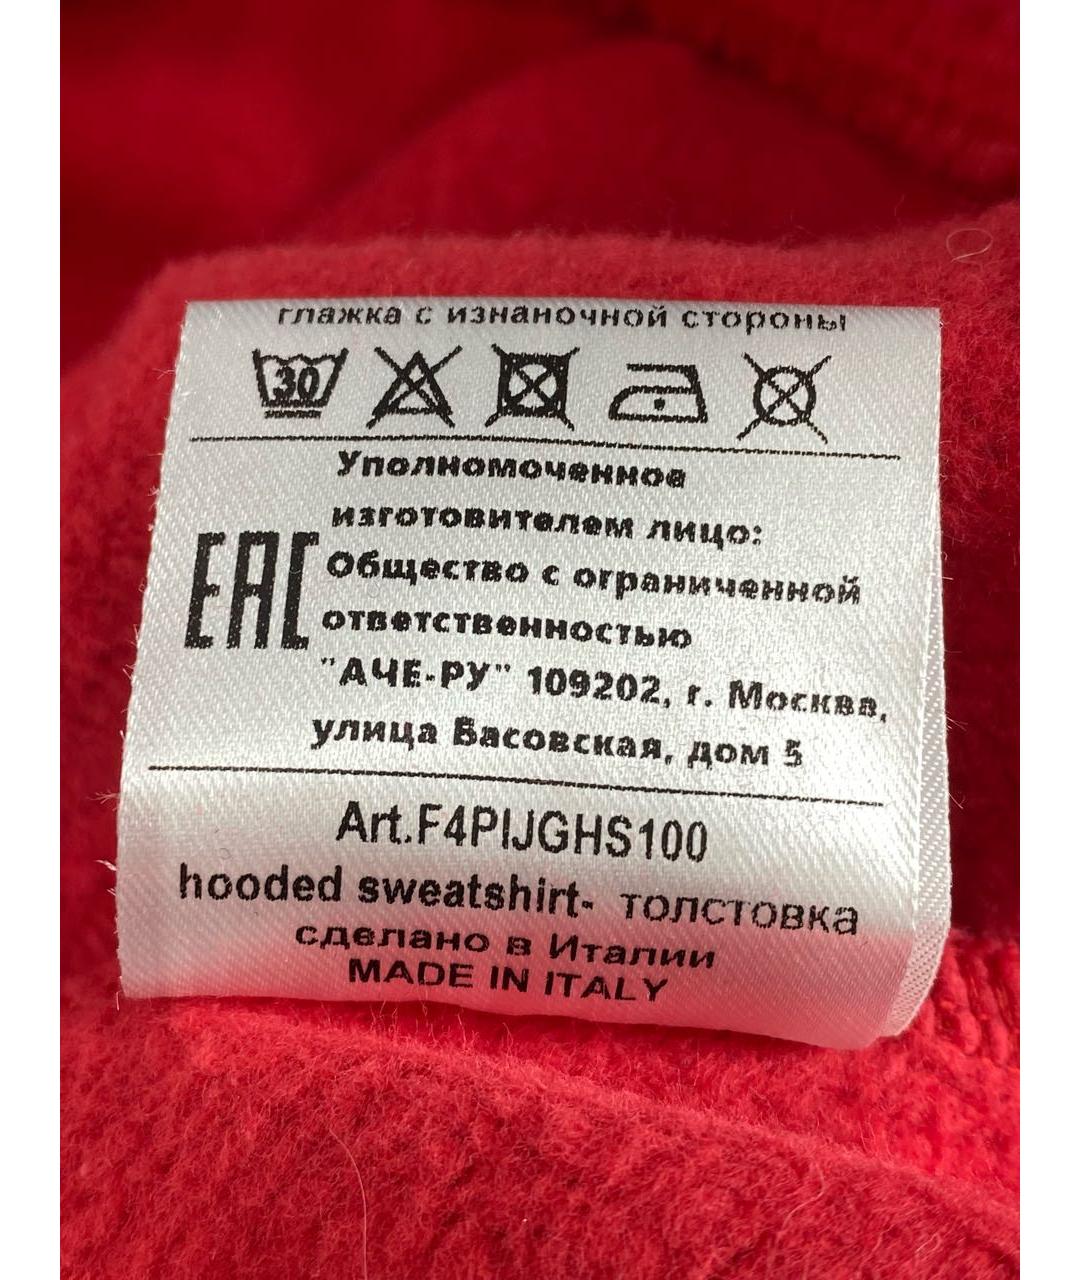 глажка с изнаночной стороны
30
Уполномоченное
изготовителем лицо:
EAC
Общество с ограниченной
ответственностью
"АЧЕ-РУ" 109202, г. Москва,
улица Басовская, дом 5
Art.F4PIJGHS100
hooded sweatshirt- толстовка
сделано в Италии
MADE IN ITALY